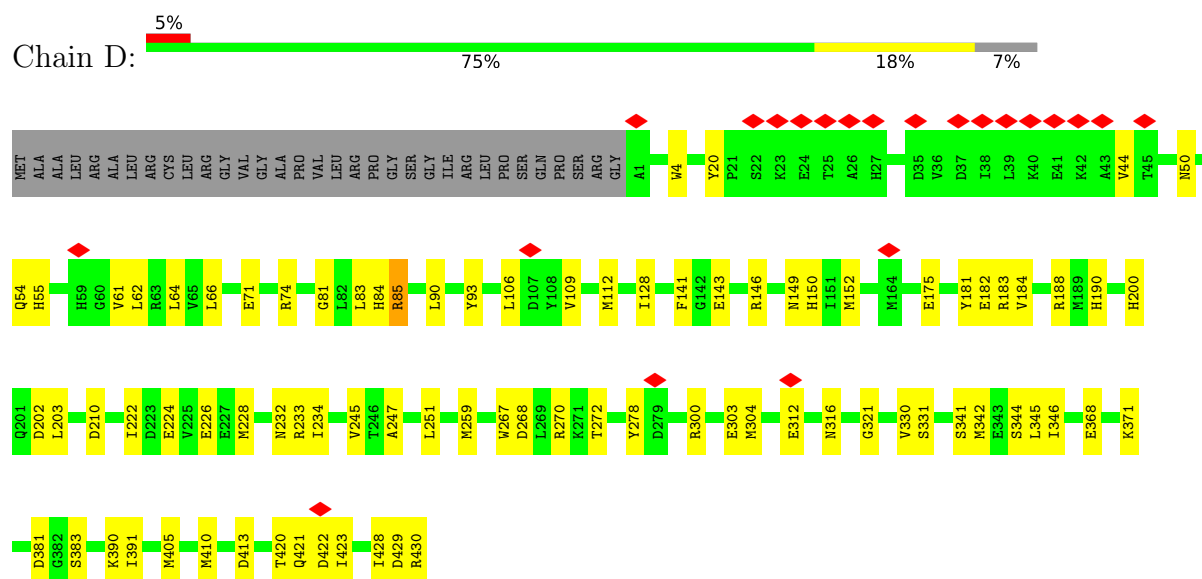 5%
Chain D:
75% 18% 7%
MET ALA ALA LEU ARG ALA LEU ARG CYS LEU ARG GLY VAL GLY ALA PRO VAL LEU ARG PRO GLY SER GLY ILE ARG LEU PRO SER GLN PRO SER ARG GLY A1 W4 Y20 P21 S22 K23 E24 T25 A26 H27 D35 V36 D37 I38 L39 K40 E41 K42 A43 V44 T45 N50
Q54 H55 H59 G60 V61 L62 R63 L64 V65 L66 E71 R74 G81 L82 L83 H84 R85 L90 Y93 L106 D107 Y108 V109 M112 I128 F141 G142 E143 R146 N149 H150 I151 M152 M164 E175 Y181 E182 R183 V184 R188 M189 H190 H200
Q201 D202 L203 D210 I222 D223 E224 V225 E226 E227 M228 N232 R233 I234 V245 T246 A247 L251 M259 W267 D268 L269 R270 K271 T272 Y278 D279 R300 E303 M304 E312 N316 G321 V330 S331 S341 M342 E343 S344 L345 I346 E368 K371
D381 G382 S383 K390 I391 M405 M410 D413 T420 Q421 D422 I423 I428 D429 R430